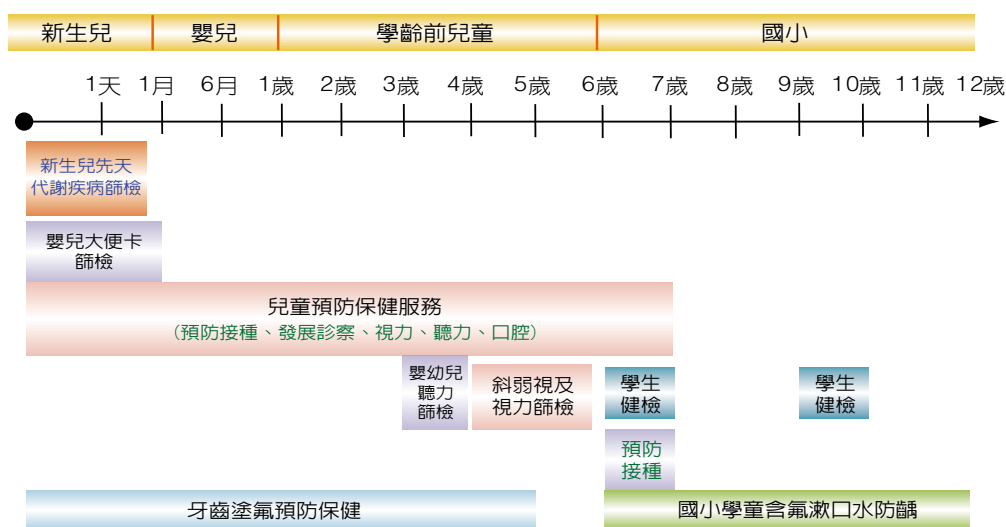 新生兒 嬰兒 學齡前兒童 國小
1天 1月 6月 1歲 2歲 3歲 4歲 5歲 6歲 7歲 8歲 9歲 10歲 11歲 12歲
新生兒先天
代謝疾病篩檢
嬰兒大便卡
篩檢
兒童預防保健服務
（預防接種、發展診察、視力、聽力、口腔）
嬰幼兒
聽力
篩檢
斜弱視及
視力篩檢
學生
健檢
學生
健檢
預防
接種
牙齒塗氟預防保健
國小學童含氟漱口水防齲